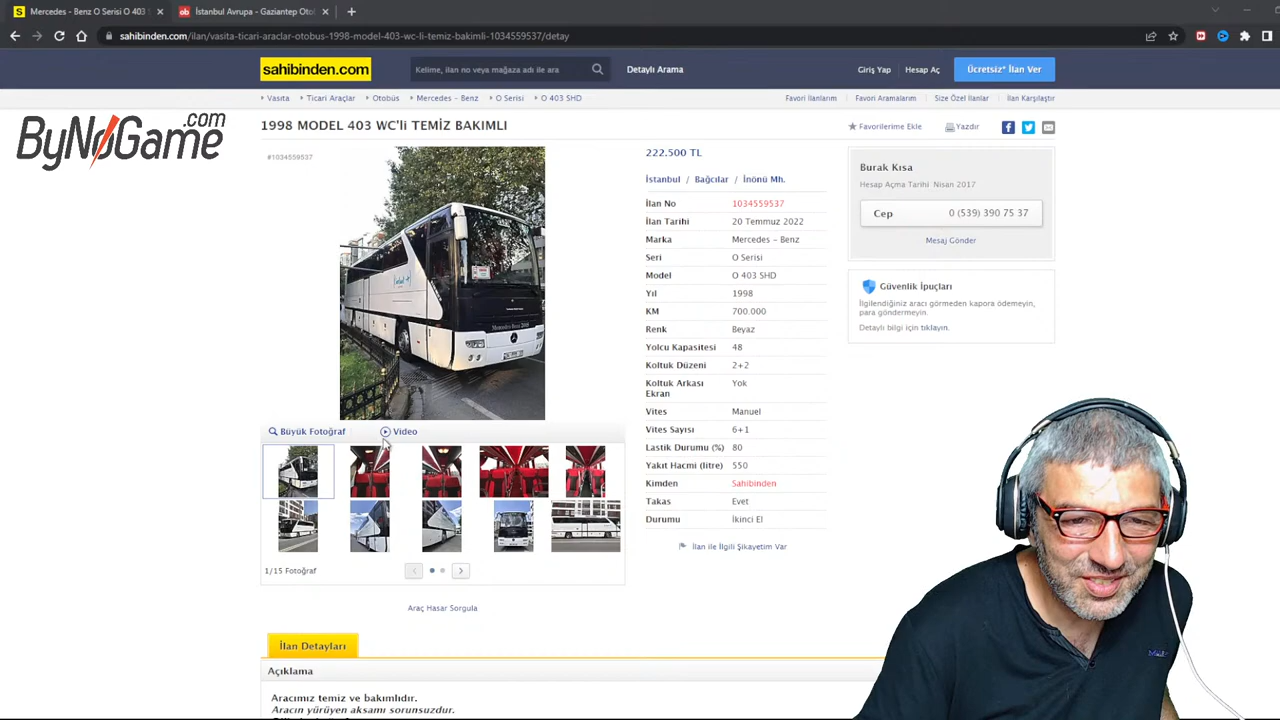 Mercedes - Benz O Serisi O 403 S
İstanbul Avrupa - Gaziantep Otol
sahibinden.com/ilan/vasita-ticari-araclar-otobus-1998-model-403-wc-li-temiz-bakimli-1034559537/detay
sahibinden.com
Kelime, ilan no veya mağaza adı ile ara
Detaylı Arama
Giriş Yap
Hesap Aç
Ücretsiz* İlan Ver
Vasıta
Ticari Araçlar
Otobüs
Mercedes - Benz
O Serisi
O 403 SHD
Favori İlanlarım
Favori Aramalarım
Size Özel İlanlar
İlan Karşılaştır
ByNoGame.com
1998 MODEL 403 WC'li TEMİZ BAKIMLI
Favorilerime Ekle
Yazdır
#1034559537
222.500 TL
İstanbul / Bağcılar / İnönü Mh.
İlan No 1034559537
İlan Tarihi 20 Temmuz 2022
Marka Mercedes - Benz
Seri O Serisi
Model O 403 SHD
Yıl 1998
KM 700.000
Renk Beyaz
Yolcu Kapasitesi 48
Koltuk Düzeni 2+2
Koltuk Arkası Ekran Yok
Vites Manuel
Vites Sayısı 6+1
Lastik Durumu (%) 80
Yakıt Hacmi (litre) 550
Kimden Sahibinden
Takas Evet
Durumu İkinci El
İlan ile İlgili Şikayetim Var
Burak Kısa
Hesap Açma Tarihi Nisan 2017
Cep 0 (539) 390 75 37
Mesaj Gönder
Güvenlik İpuçları
İlgilendiğiniz aracı görmeden kapora ödemeyin,
para göndermeyin.
Detaylı bilgi için tıklayın.
Büyük Fotoğraf
Video
1/15 Fotoğraf
Araç Hasar Sorgula
İlan Detayları
Açıklama
Aracımız temiz ve bakımlıdır.
Aracın yürüyen aksamı sorunsuzdur.